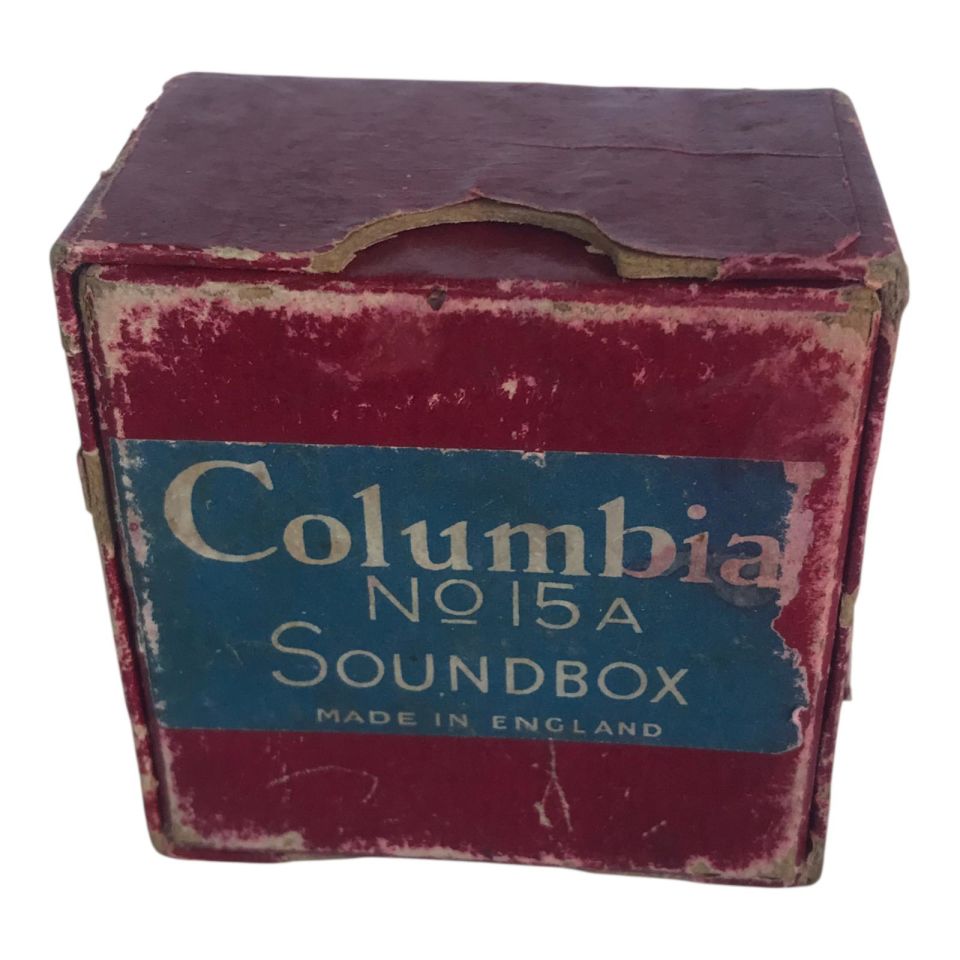 Columbia
Nº 15A
SOUNDBOX
MADE IN ENGLAND